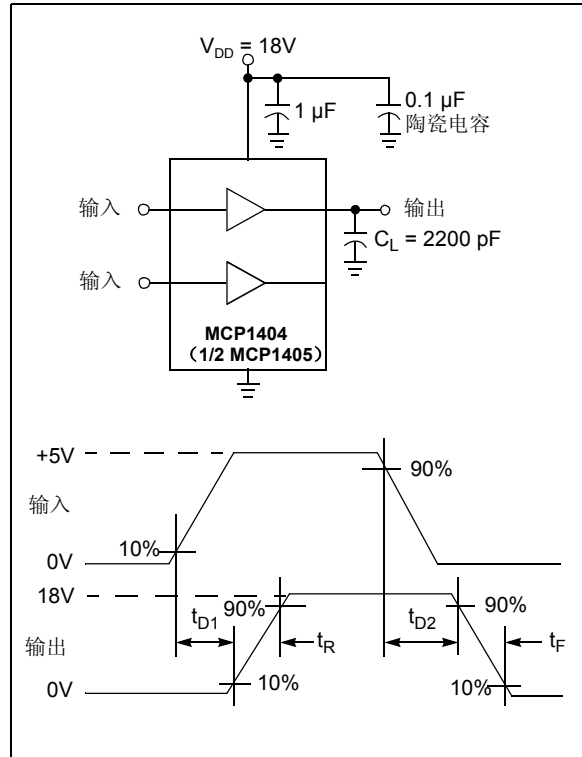 V_DD = 18V
1 µF
0.1 µF
陶瓷电容
输入
输出
C_L = 2200 pF
输入
MCP1404
（1/2 MCP1405）
+5V
90%
输入
10%
0V
18V
90%
t_D1
t_R
t_D2
90%
t_F
输出
10%
10%
0V